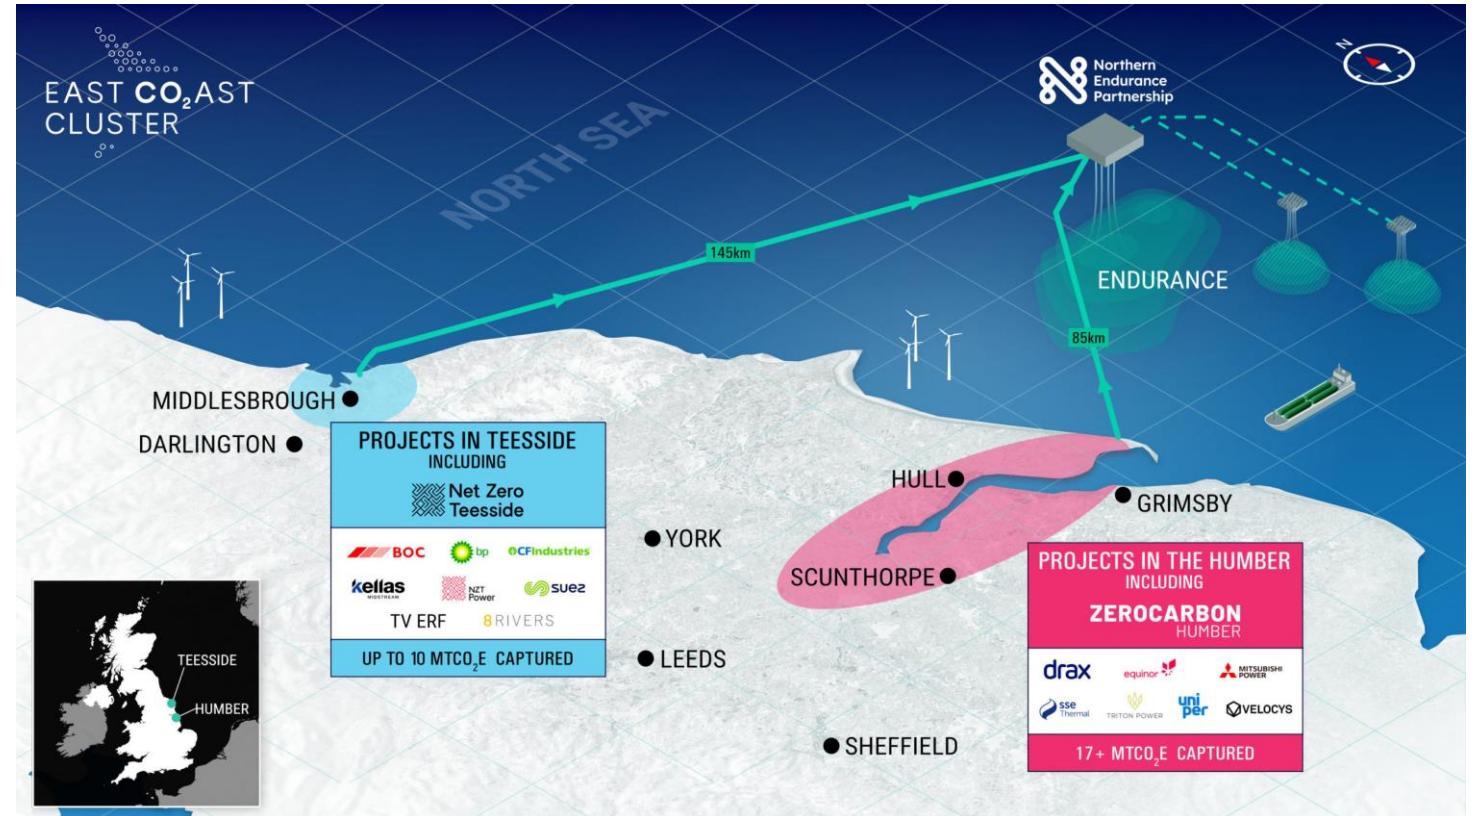 EAST CO₂AST
CLUSTER
NORTH SEA
Northern
Endurance
Partnership
N
145km
ENDURANCE
85km
MIDDLESBROUGH
DARLINGTON
PROJECTS IN TEESSIDE
INCLUDING
Net Zero
Teesside
BOC
bp
CFIndustries
Kellas
MIDSTREAM
NZT
Power
suez
TV ERF
8 RIVERS
UP TO 10 MTCO₂E CAPTURED
YORK
LEEDS
SHEFFIELD
HULL
SCUNTHORPE
GRIMSBY
PROJECTS IN THE HUMBER
INCLUDING
ZEROCARBON
HUMBER
drax
equinor
MITSUBISHI
POWER
sse
Thermal
TRITON POWER
uni
per
VELOCYS
17+ MTCO₂E CAPTURED
TEESSIDE
HUMBER